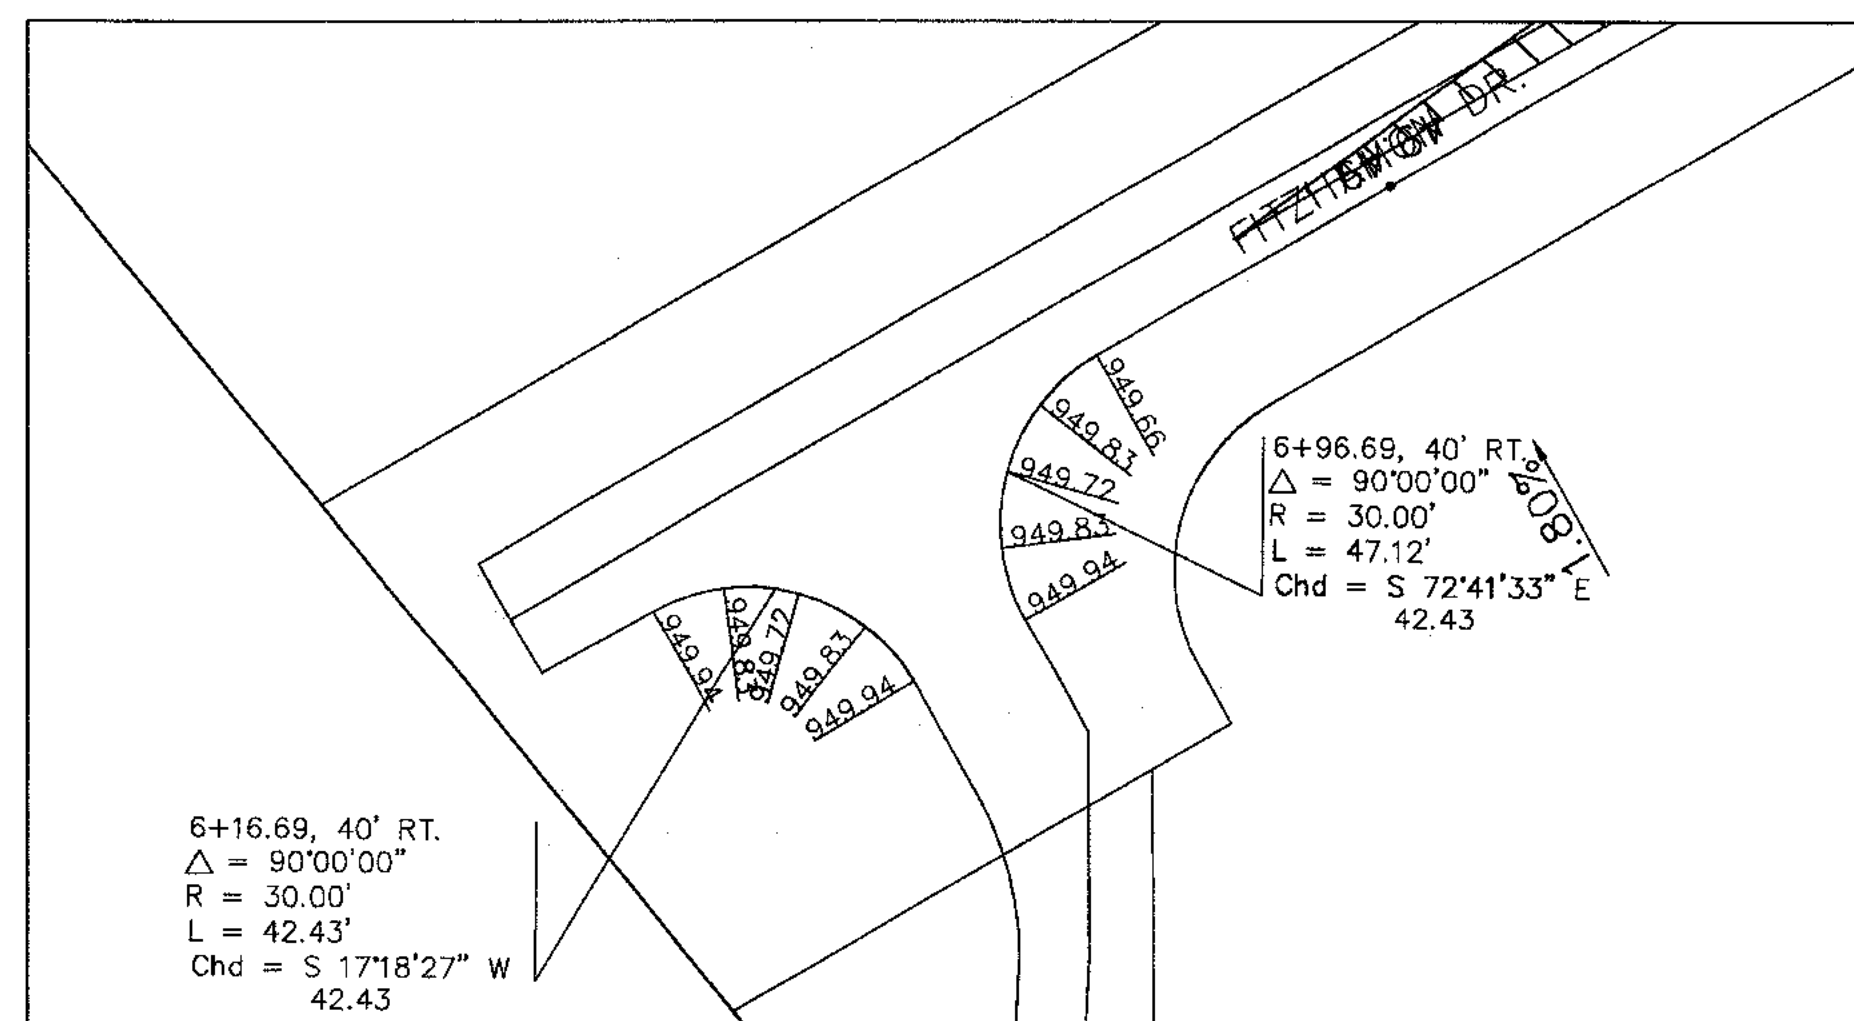 DR.
949.66
949.83
949.72
949.83
949.94
6+96.69, 40' RT.
△ = 90°00'00"
R = 30.00'
L = 47.12'
Chd = S 72°41'33" E
42.43
1.80%
949.94
949.83
949.72
949.83
949.94
6+16.69, 40' RT.
△ = 90°00'00"
R = 30.00'
L = 42.43'
Chd = S 17°18'27" W
42.43